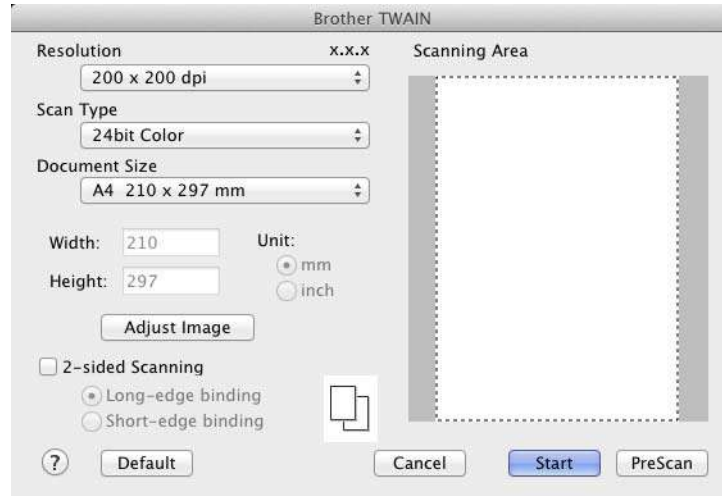 Brother TWAIN
Resolution x.x.x
200 x 200 dpi
Scan Type
24bit Color
Document Size
A4 210 x 297 mm
Width: 210
Unit:
mm
Height: 297
inch
Adjust Image
2-sided Scanning
Long-edge binding
Short-edge binding
Scanning Area
? Default Cancel Start PreScan